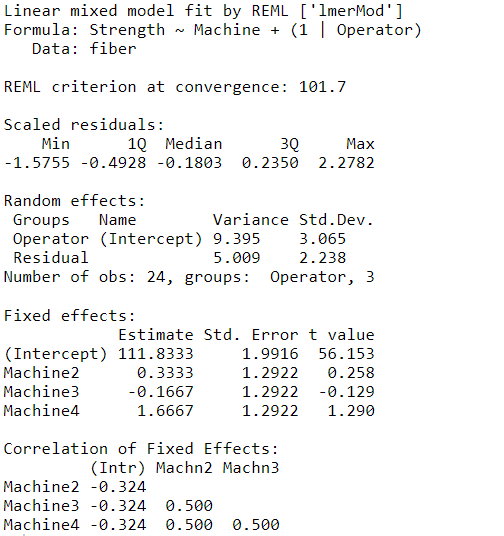 Linear mixed model fit by REML ['lmerMod']
Formula: Strength ~ Machine + (1 | Operator)
   Data: fiber

REML criterion at convergence: 101.7

Scaled residuals:
    Min      1Q  Median      3Q     Max
-1.5755 -0.4928 -0.1803  0.2350  2.2782

Random effects:
 Groups   Name        Variance Std.Dev.
 Operator (Intercept) 9.395    3.065
 Residual             5.009    2.238
Number of obs: 24, groups:  Operator, 3

Fixed effects:
            Estimate Std. Error t value
(Intercept) 111.8333     1.9916  56.153
Machine2      0.3333     1.2922   0.258
Machine3     -0.1667     1.2922  -0.129
Machine4      1.6667     1.2922   1.290

Correlation of Fixed Effects:
         (Intr) Machn2 Machn3
Machine2 -0.324
Machine3 -0.324  0.500
Machine4 -0.324  0.500  0.500